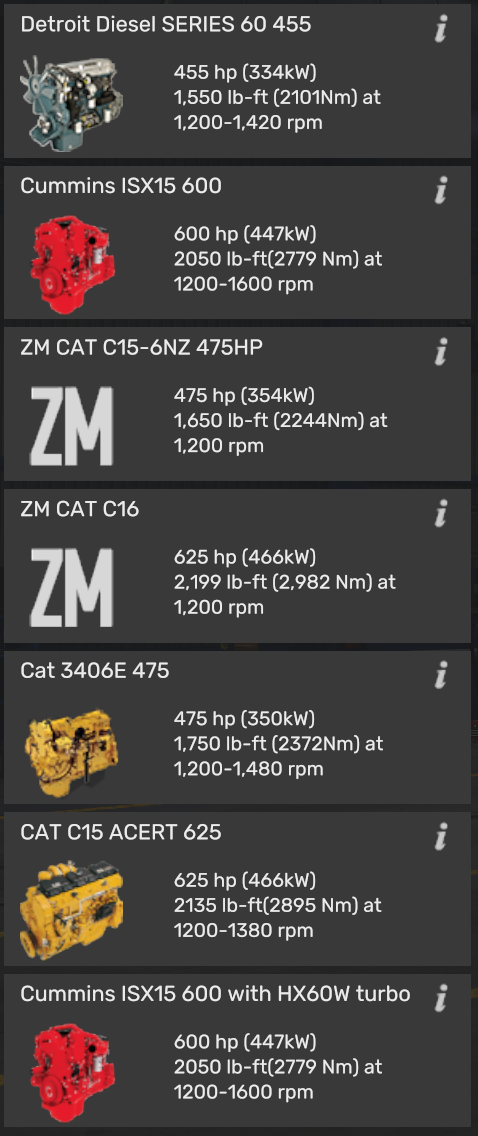 Detroit Diesel SERIES 60 455
i
455 hp (334kW)
1,550 lb-ft (2101Nm) at
1,200-1,420 rpm
Cummins ISX15 600
i
600 hp (447kW)
2050 lb-ft(2779 Nm) at
1200-1600 rpm
ZM CAT C15-6NZ 475HP
i
ZM
475 hp (354kW)
1,650 lb-ft (2244Nm) at
1,200 rpm
ZM CAT C16
i
ZM
625 hp (466kW)
2,199 lb-ft (2,982 Nm) at
1,200 rpm
Cat 3406E 475
i
475 hp (350kW)
1,750 lb-ft (2372Nm) at
1,200-1,480 rpm
CAT C15 ACERT 625
i
625 hp (466kW)
2135 lb-ft(2895 Nm) at
1200-1380 rpm
Cummins ISX15 600 with HX60W turbo
i
600 hp (447kW)
2050 lb-ft(2779 Nm) at
1200-1600 rpm